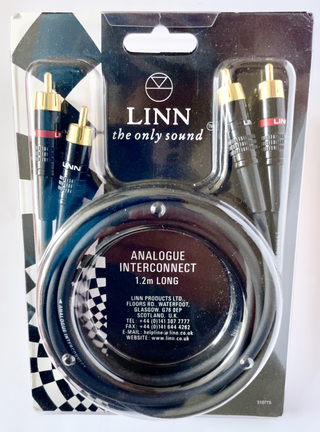 LINN
the only sound
LINN
ANALOGUE
INTERCONNECT
1.2m LONG
LINN PRODUCTS LTD.
FLOORS RD. WATERFOOT,
GLASGOW, G76 0EP
SCOTLAND, U.K.
TEL: +44 (0)141 307 7777
FAX: +44 (0)141 644 4262
E-MAIL: helpline@linn.co.uk
WEBSITE: www.linn.co.uk